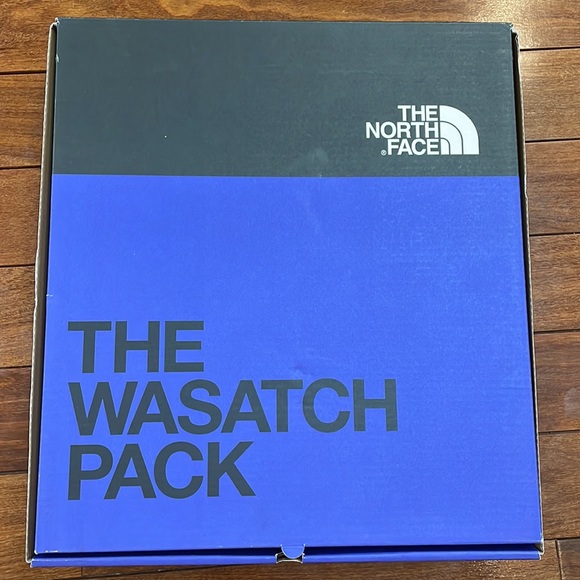 THE
NORTH
®FACE
THE
WASATCH
PACK